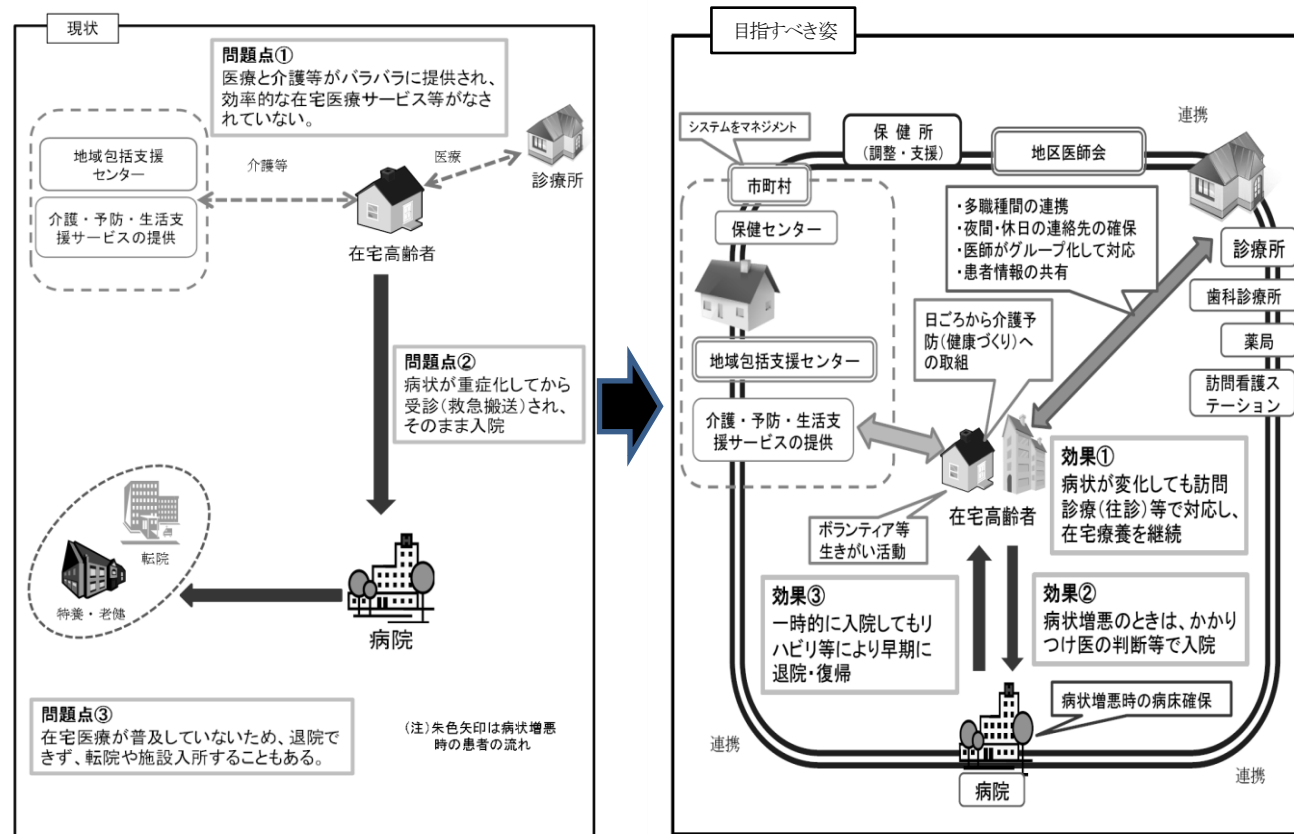 現状
問題点①
医療と介護等がバラバラに提供され、
効率的な在宅医療サービス等がなさ
れていない。
地域包括支援
センター
介護・予防・生活支
援サービスの提供
介護等
医療
診療所
在宅高齢者
問題点②
病状が重症化してから
受診(救急搬送)され、
そのまま入院
転院
特養・老健
病院
問題点③
在宅医療が普及していないため、退院で
きず、転院や施設入所することもある。
(注)朱色矢印は病状増悪
時の患者の流れ
目指すべき姿
システムをマネジメント
保健所
(調整・支援)
地区医師会
連携
市町村
保健センター
・多職種間の連携
・夜間・休日の連絡先の確保
・医師がグループ化して対応
・患者情報の共有
診療所
歯科診療所
薬局
訪問看護ス
テーション
日ごろから介護予
防(健康づくり)へ
の取組
地域包括支援センター
介護・予防・生活支
援サービスの提供
在宅高齢者
ボランティア等
生きがい活動
効果①
病状が変化しても訪問
診療(往診)等で対応し、
在宅療養を継続
効果③
一時的に入院してもリ
ハビリ等により早期に
退院・復帰
効果②
病状増悪のときは、かかり
つけ医の判断等で入院
病状増悪時の病床確保
連携
病院
連携